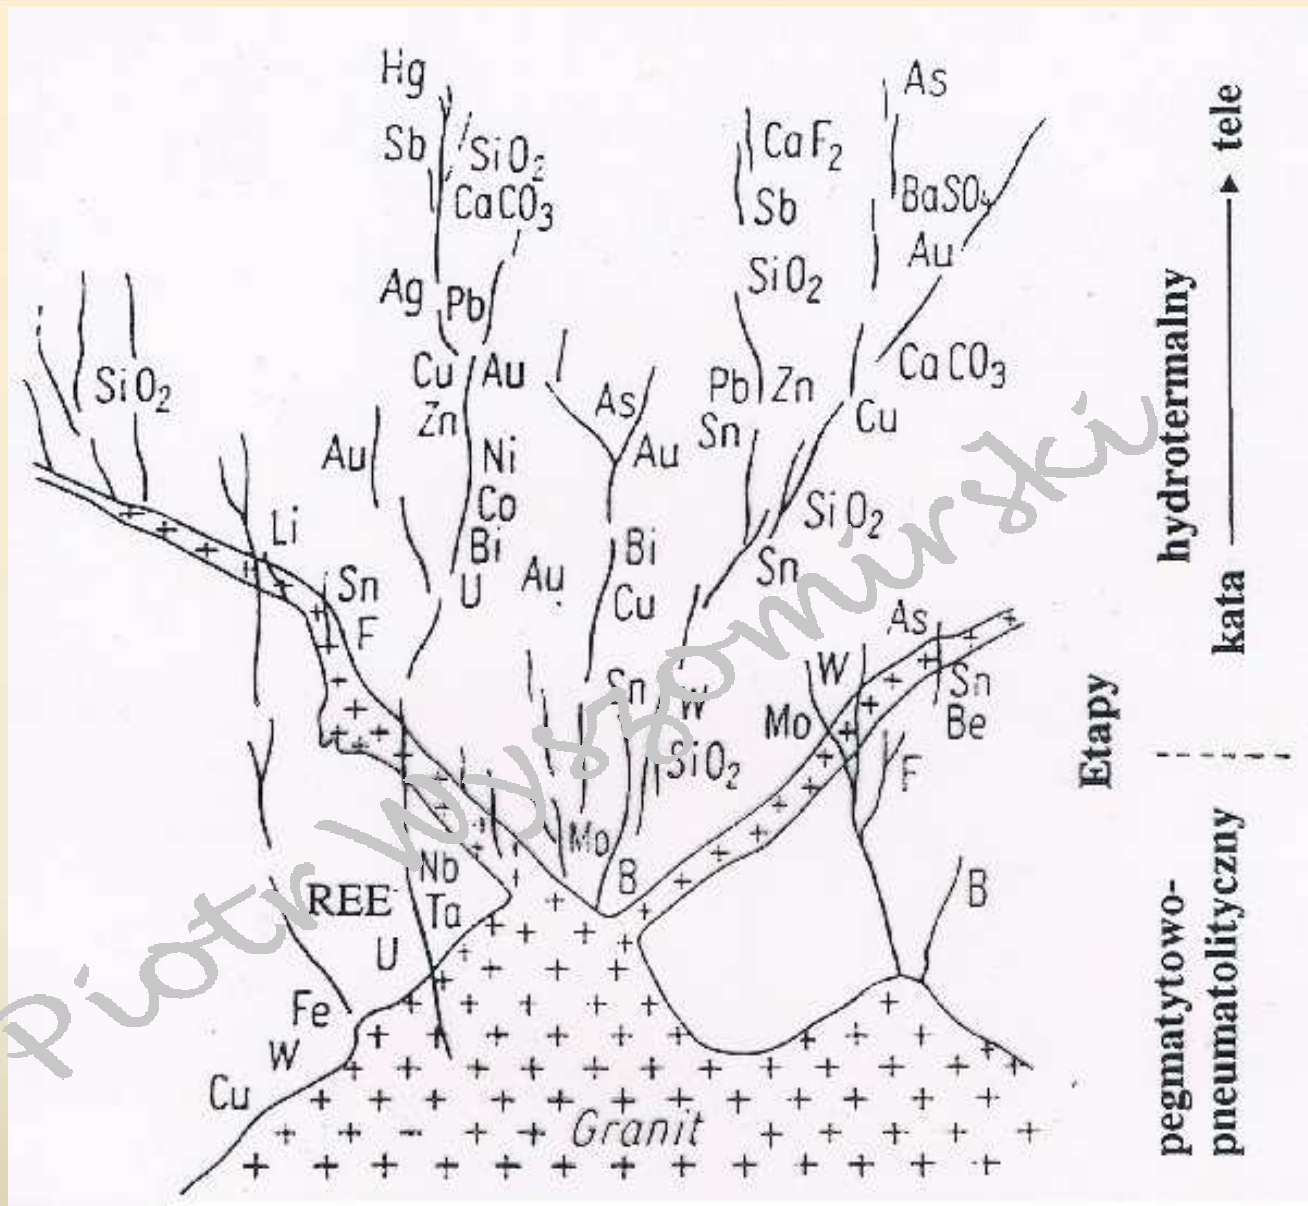 Hg
As
Sb
SiO₂
CaF₂
CaCO₃
Sb
BaSO₄
Au
Ag
Pb
SiO₂
SiO₂
Cu
Au
CaCO₃
As
Pb
Zn
Zn
Sn
Cu
Au
Ni
Au
Co
SiO₂
Li
Bi
Bi
Sn
Au
Sn
U
Cu
F
As
Sn
W
W
Sn
Mo
Be
SiO₂
F
Mo
Nb
B
B
REE
Ta
U
Fe
W
Cu
Granit
Etapy
hydrotermalny
kata
tele
pegmatytowo-
pneumatolityczny
Piotr Wyszomirski